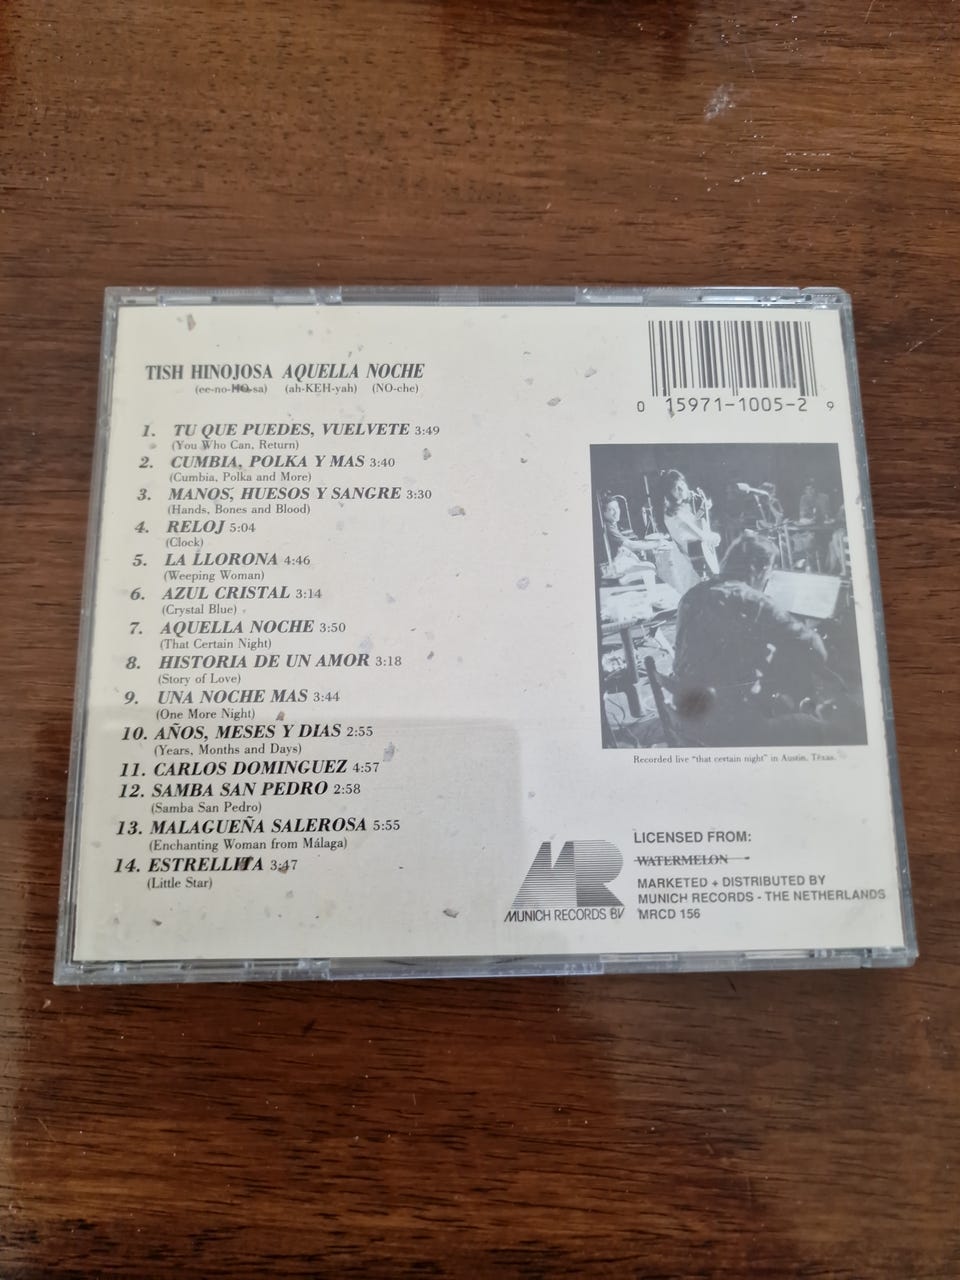 TISH HINOJOSA AQUELLA NOCHE
(ee-no-HO-sa) (ah-KEH-yah) (NO-che)
1. TU QUE PUEDES, VUELVETE 3:49
(You Who Can, Return)
2. CUMBIA, POLKA Y MAS 3:40
(Cumbia, Polka and More)
3. MANOS, HUESOS Y SANGRE 3:30
(Hands, Bones and Blood)
4. RELOJ 5:04
(Clock)
5. LA LLORONA 4:46
(Weeping Woman)
6. AZUL CRISTAL 3:14
(Crystal Blue)
7. AQUELLA NOCHE 3:50
(That Certain Night)
8. HISTORIA DE UN AMOR 3:18
(Story of Love)
9. UNA NOCHE MAS 3:44
(One More Night)
10. AÑOS, MESES Y DIAS 2:55
(Years, Months and Days)
11. CARLOS DOMINGUEZ 4:57
12. SAMBA SAN PEDRO 2:58
(Samba San Pedro)
13. MALAGUEÑA SALEROSA 5:55
(Enchanting Woman from Málaga)
14. ESTRELLITA 3:47
(Little Star)
0 15971-1005-2 9
Recorded live "that certain night" in Austin, Texas.
MUNICH RECORDS BV
LICENSED FROM:
WATERMELON
MARKETED + DISTRIBUTED BY
MUNICH RECORDS - THE NETHERLANDS
MRCD 156